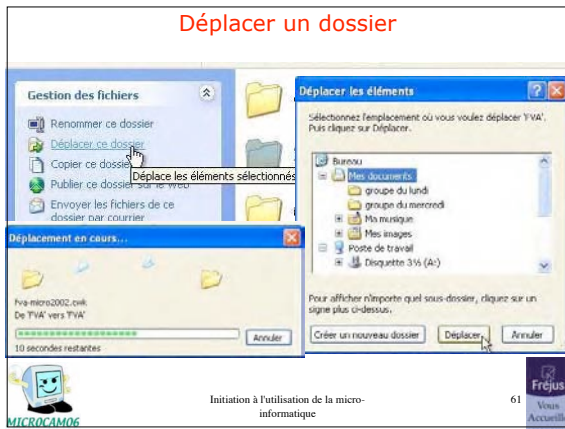 Déplacer un dossier
Gestion des fichiers
Renommer ce dossier
Déplacer ce dossier
Copier ce dossier
Déplace les éléments sélectionnés
Publier ce dossier sur le Web
Envoyer les fichiers de ce
dossier par courrier
Déplacer les éléments
Sélectionnez l'emplacement où vous voulez déplacer 'FVA'.
Puis cliquez sur Déplacer.
Bureau
Mes documents
groupe du lundi
groupe du mercredi
Ma musique
Mes images
Poste de travail
Disquette 3½ (A:)
Pour afficher n'importe quel sous-dossier, cliquez sur un
signe plus ci-dessus.
Créer un nouveau dossier
Déplacer
Annuler
Déplacement en cours...
fva-micro2002.cwk
De 'FVA' vers 'FVA'
Annuler
10 secondes restantes
MICROCAM06
Initiation à l'utilisation de la micro-
informatique
61
Fréjus
Vous
Accueille